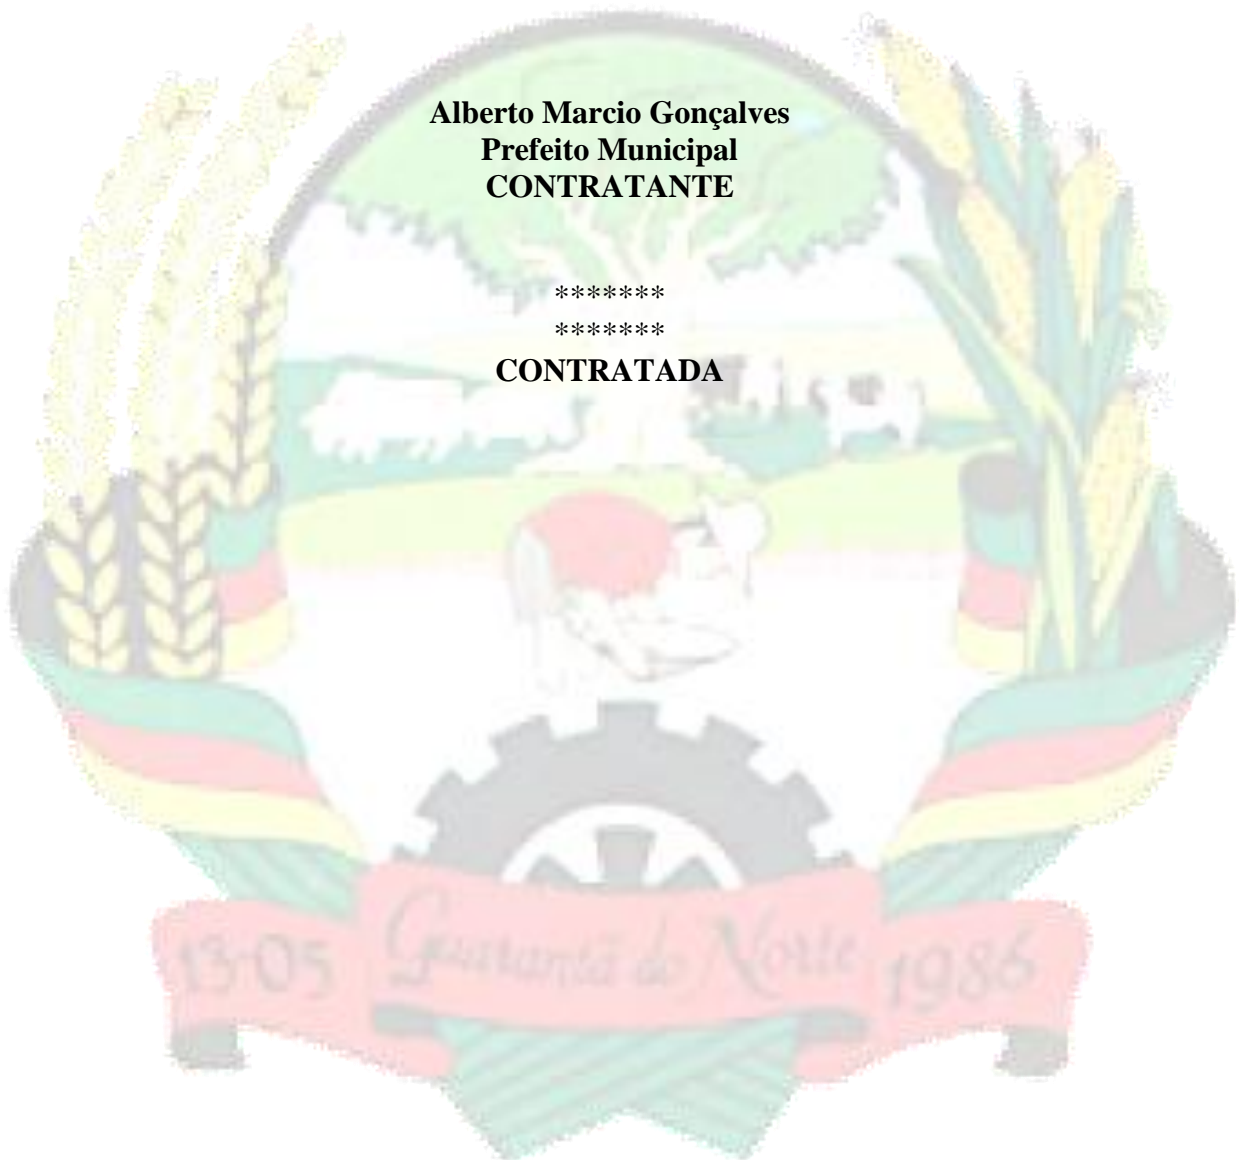 Alberto Marcio Gonçalves
Prefeito Municipal
CONTRATANTE
*******
*******
CONTRATADA
13-05 Guarantã do Norte 1986